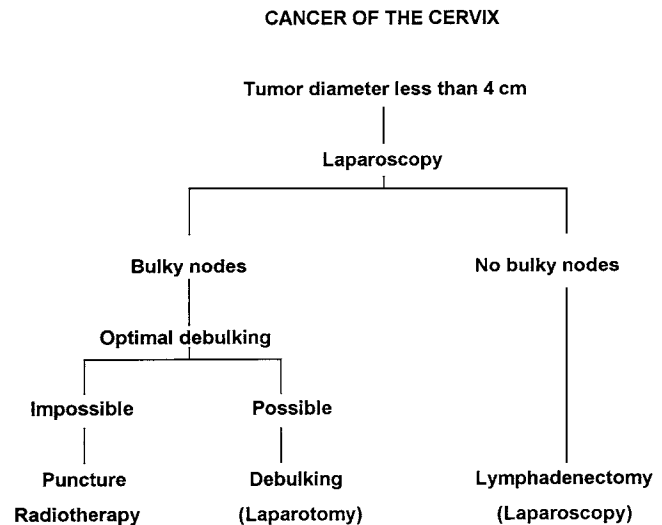 CANCER OF THE CERVIX
Tumor diameter less than 4 cm
Laparoscopy
Bulky nodes
No bulky nodes
Optimal debulking
Impossible
Possible
Puncture
Debulking
Lymphadenectomy
Radiotherapy
(Laparotomy)
(Laparoscopy)